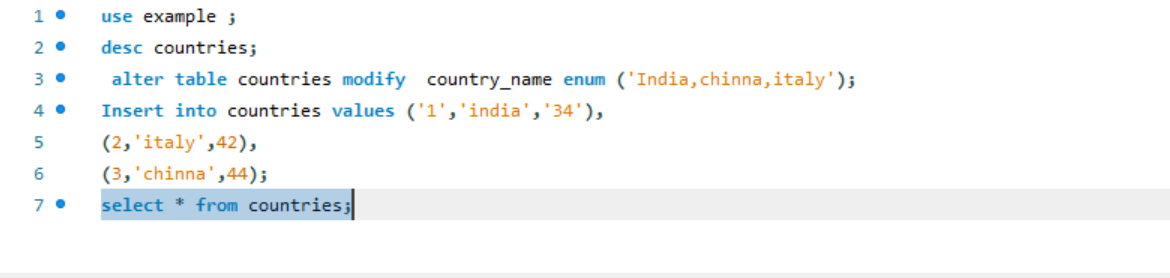 1 use example ;
2 desc countries;
3 alter table countries modify  country_name enum ('India,chinna,italy');
4 Insert into countries values ('1','india','34'),
5 (2,'italy',42),
6 (3,'chinna',44);
7 select * from countries;